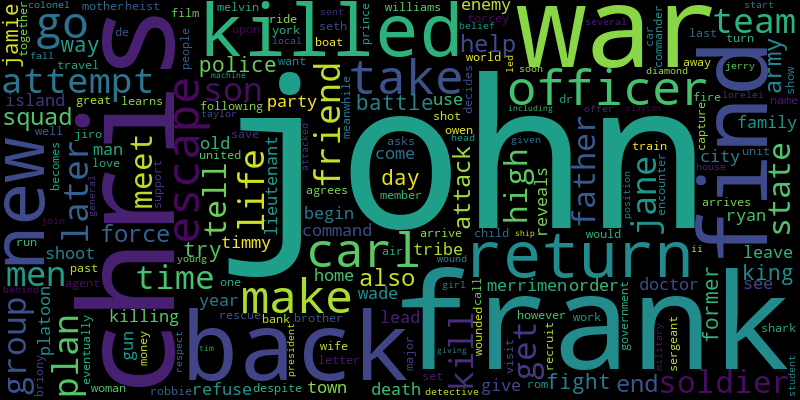 jamie
together
go
way
colonel
film
motherheist
de
people
travel
fall
attempt
island
great
learns
squad
well
jiro
man
love
becomes
general
support
young
new
later
chris
escape
meet
force
shoot
men
run
join
past
time
agent
group
behind
platoon
plan
eventually
killing
gun
money
briony
woman
robbie
respect
back
refuse
killed
melvin
sent
ride
seth
york
local
upon
boat
williams
prince
torrey
belief
enemy
help
world
led
police
son
party
following
taylor
save
old
united
attacked
machine
want
meanwhile
friend
take
battle
use
shot
owen
asks
come
head
day
member
agrees
begin
command
life
lieutenant
tell
try
timmy
year
one
home
air
child
wound
girl
tribe
arrive
carl
also
wade
make
rescue
bank
brother
president
tim
wife
letter
despite
town
death
lead
major
set
giving
kill
wounded
call
get
visit
give
detective
john
war
officer
soon
dr
attack
high
reveals
including
given
offer
clayson
father
position
train
would
ship
ii
jane
encounter
city
ryan
fire
capture
family
unit
house
arrives
find
lorelei
name
state
army
commander
car
decides
several
last
turn
away
diamond
jerry
show
start
team
return
merrimen
order
doctor
see
king
leave
former
government
however
work
recruit
sergeant
military
frank
rom
fight
end
soldier
shark
student